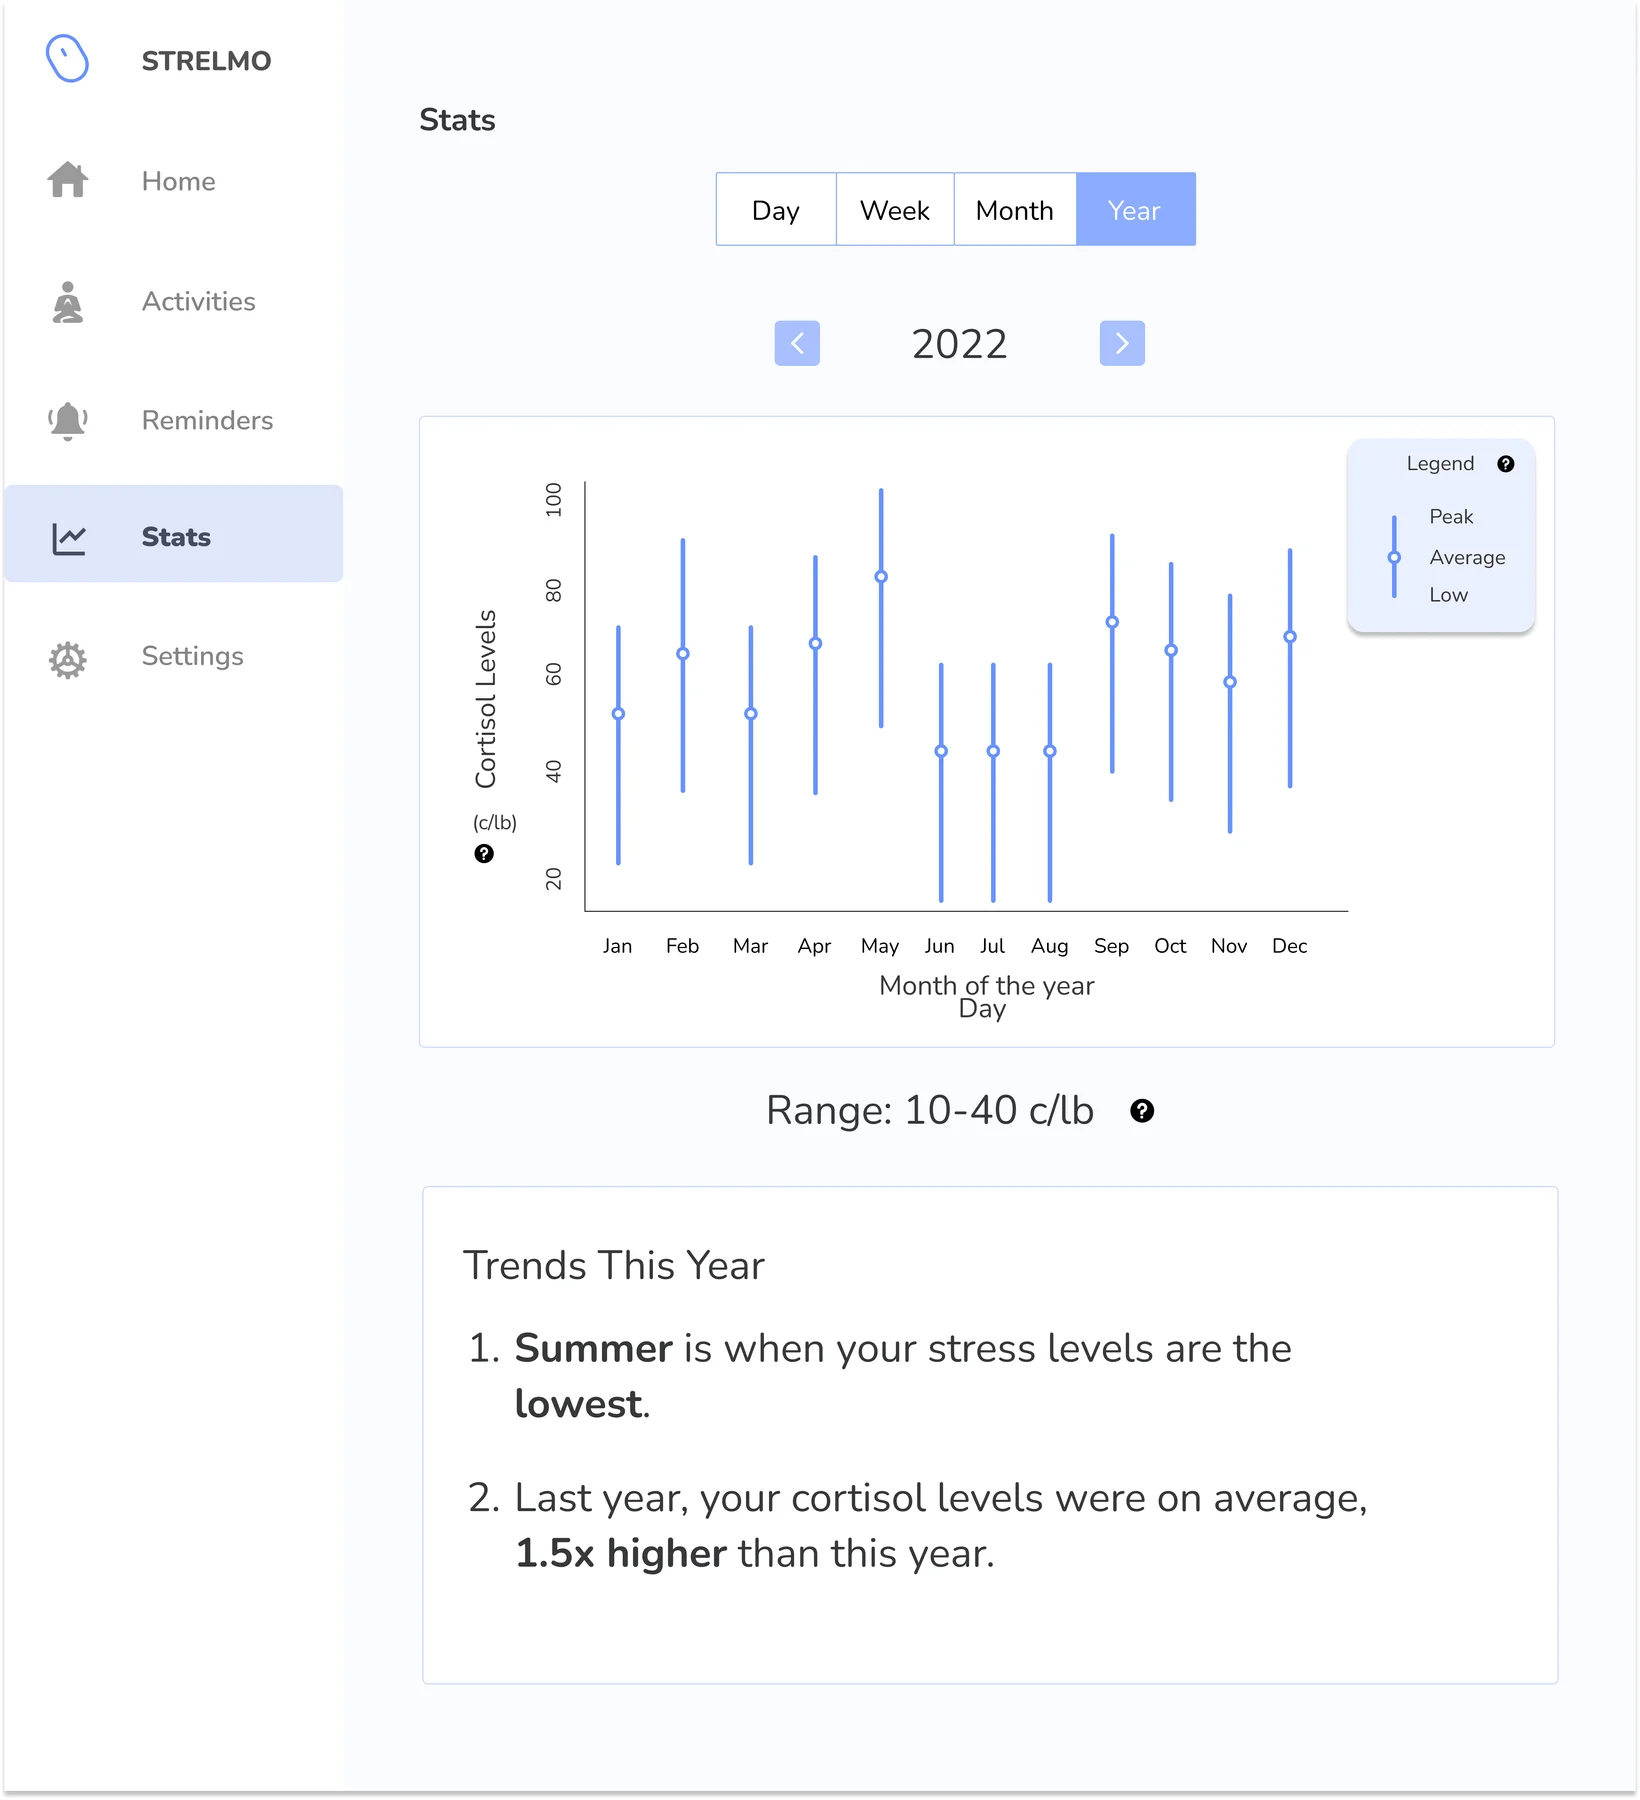 STRELMO
Home
Activities
Reminders
Stats
Settings
Stats
Day Week Month Year
2022
Legend
Peak
Average
Low
Cortisol Levels
(c/lb)
100
80
60
40
20
Jan Feb Mar Apr May Jun Jul Aug Sep Oct Nov Dec
Month of the year
Day
Range: 10-40 c/lb
Trends This Year
1. Summer is when your stress levels are the
lowest.
2. Last year, your cortisol levels were on average,
1.5x higher than this year.